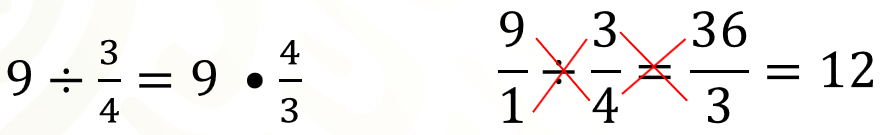 9 ÷ 3/4 = 9 • 4/3
9/1 ÷ 3/4 = 36/3 = 12